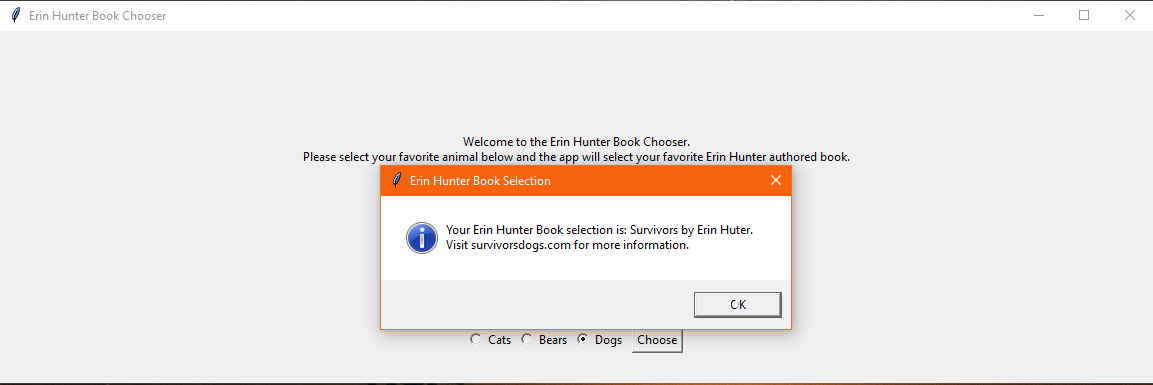 Erin Hunter Book Chooser
Welcome to the Erin Hunter Book Chooser.
Please select your favorite animal below and the app will select your favorite Erin Hunter authored book.
Erin Hunter Book Selection
Your Erin Hunter Book selection is: Survivors by Erin Huter.
Visit survivorsdogs.com for more information.
OK
Cats Bears Dogs Choose